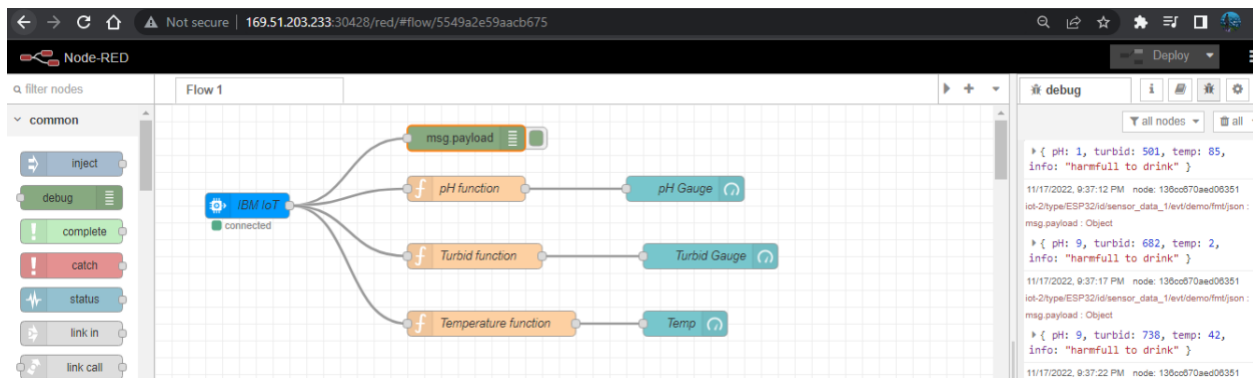 Not secure | 169.51.203.233:30428/red/#flow/5549a2e59aacb675
Node-RED
Deploy
filter nodes
Flow 1
debug
i
common
all nodes
all
inject
debug
complete
catch
status
link in
link call
IBM IoT
connected
msg.payload
pH function
pH Gauge
Turbid function
Turbid Gauge
Temperature function
Temp
{ pH: 1, turbid: 501, temp: 85,
info: "harmfull to drink" }
11/17/2022, 9:37:12 PM node: 136cc670aed06351
iot-2/type/ESP32/id/sensor_data_1/evt/demo/fmt/json :
msg.payload : Object
{ pH: 9, turbid: 682, temp: 2,
info: "harmfull to drink" }
11/17/2022, 9:37:17 PM node: 136cc670aed06351
iot-2/type/ESP32/id/sensor_data_1/evt/demo/fmt/json :
msg.payload : Object
{ pH: 9, turbid: 738, temp: 42,
info: "harmfull to drink" }
11/17/2022, 9:37:22 PM node: 136cc670aed06351